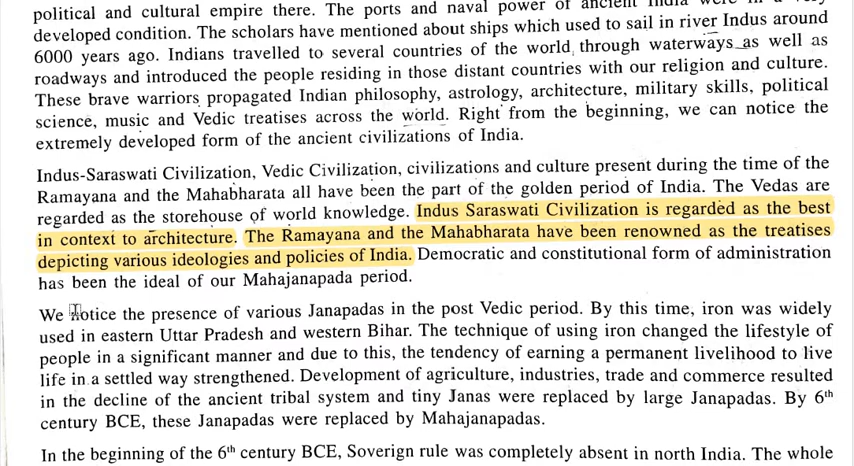 political and cultural empire there. The ports and naval power of ancient India were in a very
developed condition. The scholars have mentioned about ships which used to sail in river Indus around
6000 years ago. Indians travelled to several countries of the world through waterways as well as
roadways and introduced the people residing in those distant countries with our religion and culture.
These brave warriors propagated Indian philosophy, astrology, architecture, military skills, political
science, music and Vedic treatises across the world. Right from the beginning, we can notice the
extremely developed form of the ancient civilizations of India.
Indus-Saraswati Civilization, Vedic Civilization, civilizations and culture present during the time of the
Ramayana and the Mahabharata all have been the part of the golden period of India. The Vedas are
regarded as the storehouse of world knowledge. Indus Saraswati Civilization is regarded as the best
in context to architecture. The Ramayana and the Mahabharata have been renowned as the treatises
depicting various ideologies and policies of India. Democratic and constitutional form of administration
has been the ideal of our Mahajanapada period.
We notice the presence of various Janapadas in the post Vedic period. By this time, iron was widely
used in eastern Uttar Pradesh and western Bihar. The technique of using iron changed the lifestyle of
people in a significant manner and due to this, the tendency of earning a permanent livelihood to live
life in a settled way strengthened. Development of agriculture, industries, trade and commerce resulted
in the decline of the ancient tribal system and tiny Janas were replaced by large Janapadas. By 6th
century BCE, these Janapadas were replaced by Mahajanapadas.
In the beginning of the 6th century BCE, Soverign rule was completely absent in north India. The whole